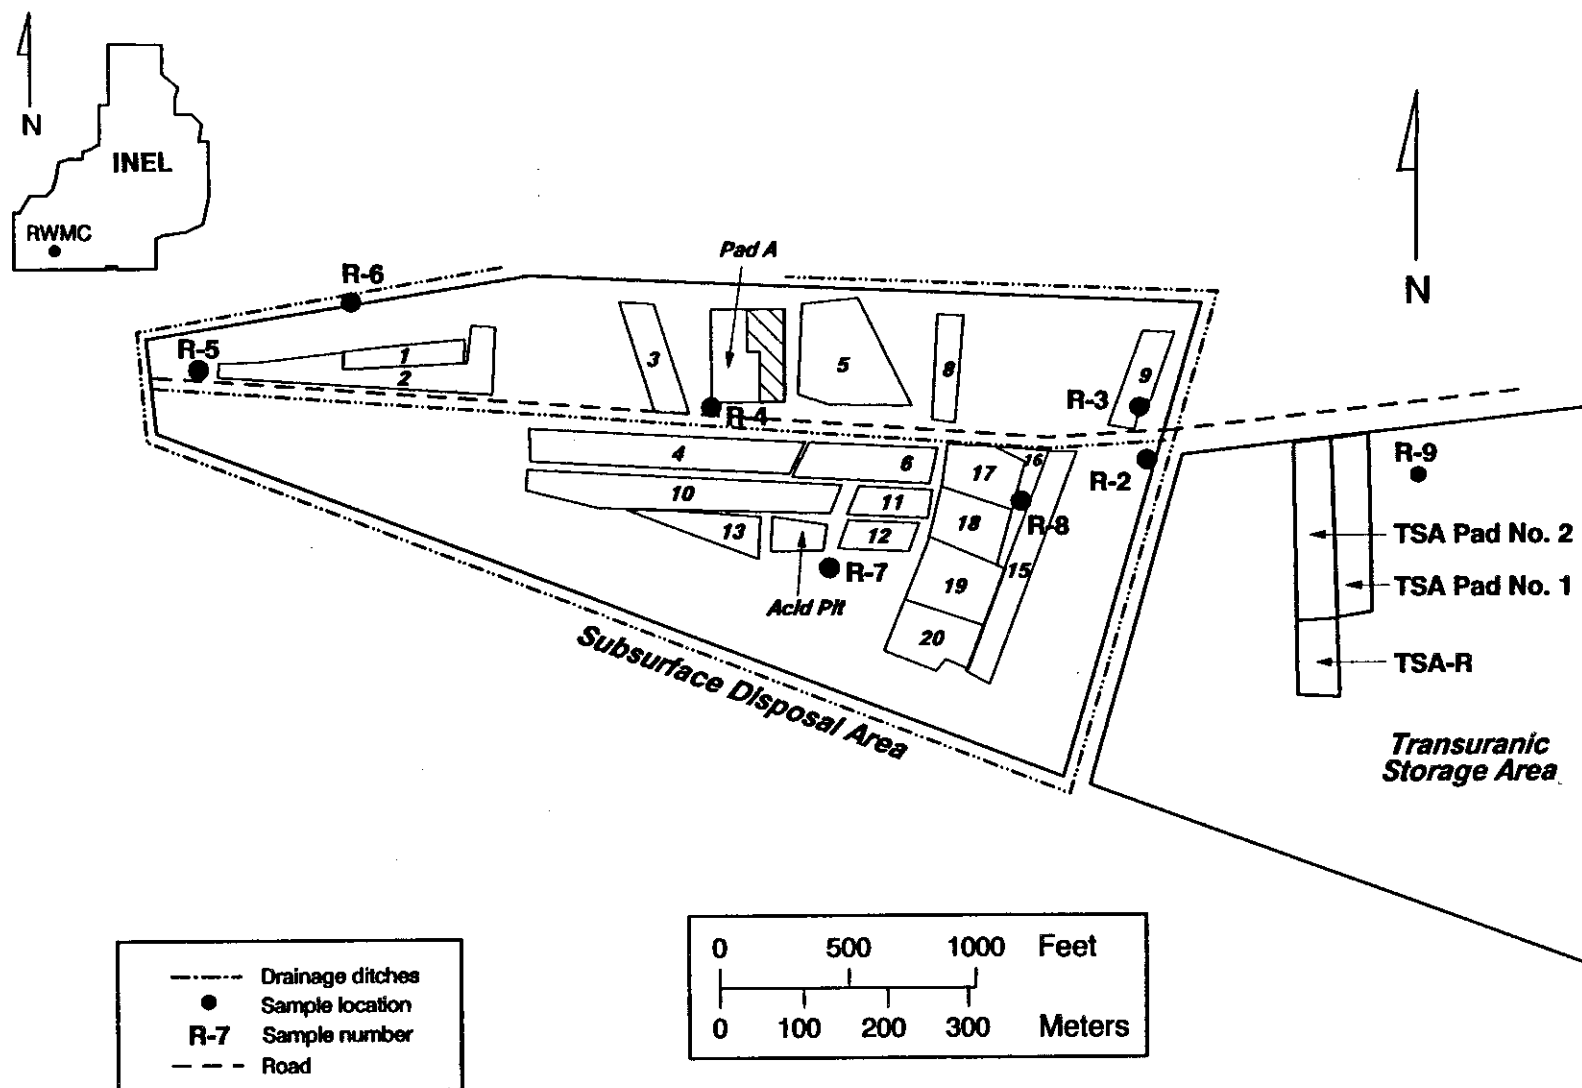 N
INEL
RWMC
N
Pad A
R-6
R-5
1
2
3
5
8
9
R-3
R-4
4
6
17
16
R-2
R-9
10
11
18
R-8
13
12
TSA Pad No. 2
R-7
15
19
TSA Pad No. 1
Acid Pit
20
TSA-R
Subsurface Disposal Area
Transuranic
Storage Area
Drainage ditches
Sample location
R-7 Sample number
Road
0 500 1000 Feet
0 100 200 300 Meters